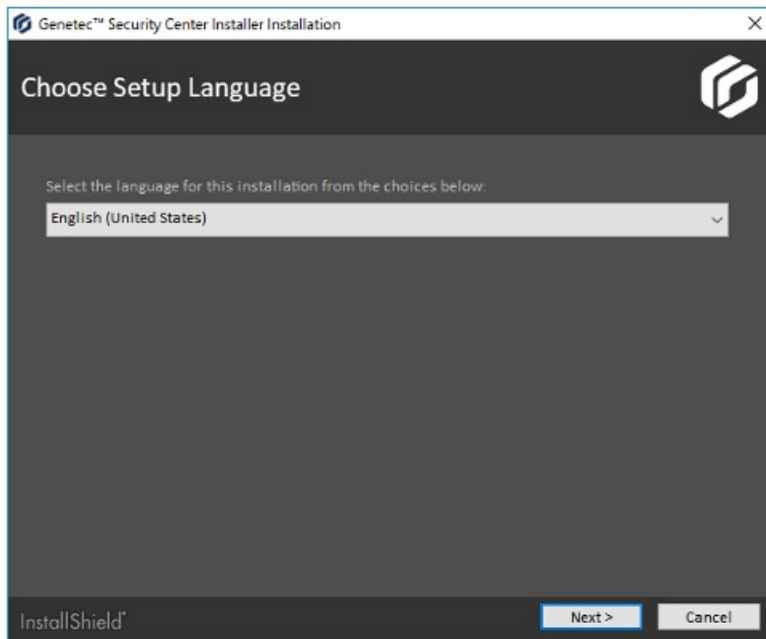 Genetec™ Security Center Installer Installation
Choose Setup Language
Select the language for this installation from the choices below:
English (United States)
InstallShield
Next >
Cancel